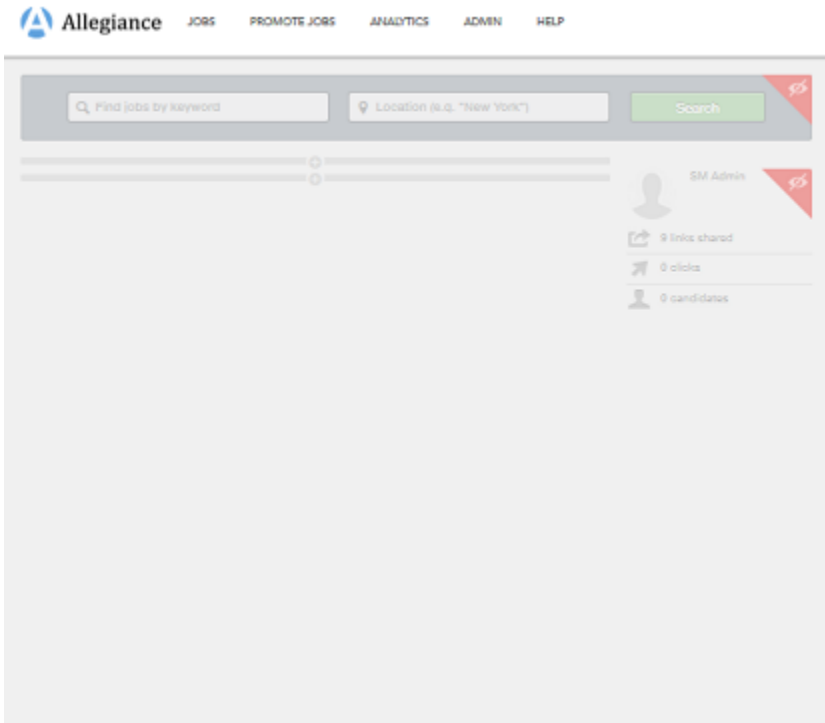 Allegiance JOBS PROMOTE JOBS ANALYTICS ADMIN HELP
Find jobs by keyword Location (e.g. "New York") Search
SM Admin
9 links shared
0 clicks
0 candidates